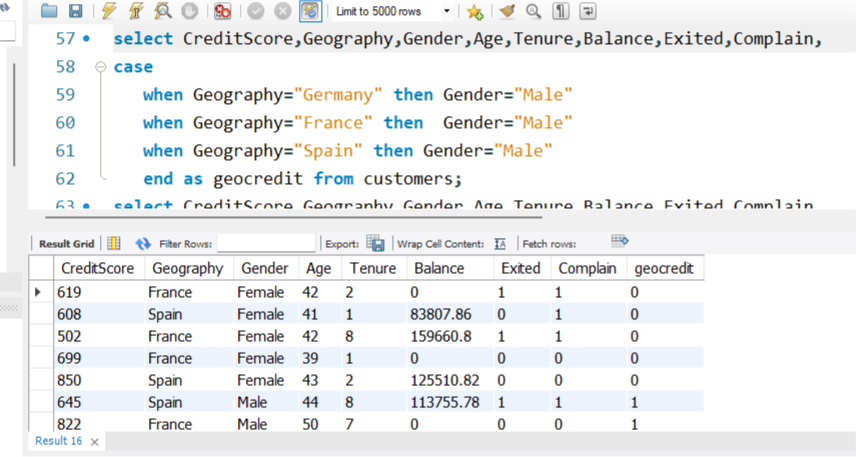 Limit to 5000 rows
57 select CreditScore,Geography,Gender,Age,Tenure,Balance,Exited,Complain,
58 case
59 when Geography="Germany" then Gender="Male"
60 when Geography="France" then  Gender="Male"
61 when Geography="Spain" then Gender="Male"
62 end as geocredit from customers;
63 select CreditScore Geography Gender Age Tenure Balance Exited Complain
Result Grid Filter Rows: Export: Wrap Cell Content: IA Fetch rows:
CreditScore Geography Gender Age Tenure Balance Exited Complain geocredit
619 France Female 42 2 0 1 1 0
608 Spain Female 41 1 83807.86 0 1 0
502 France Female 42 8 159660.8 1 1 0
699 France Female 39 1 0 0 0 0
850 Spain Female 43 2 125510.82 0 0 0
645 Spain Male 44 8 113755.78 1 1 1
822 France Male 50 7 0 0 0 1
Result 16